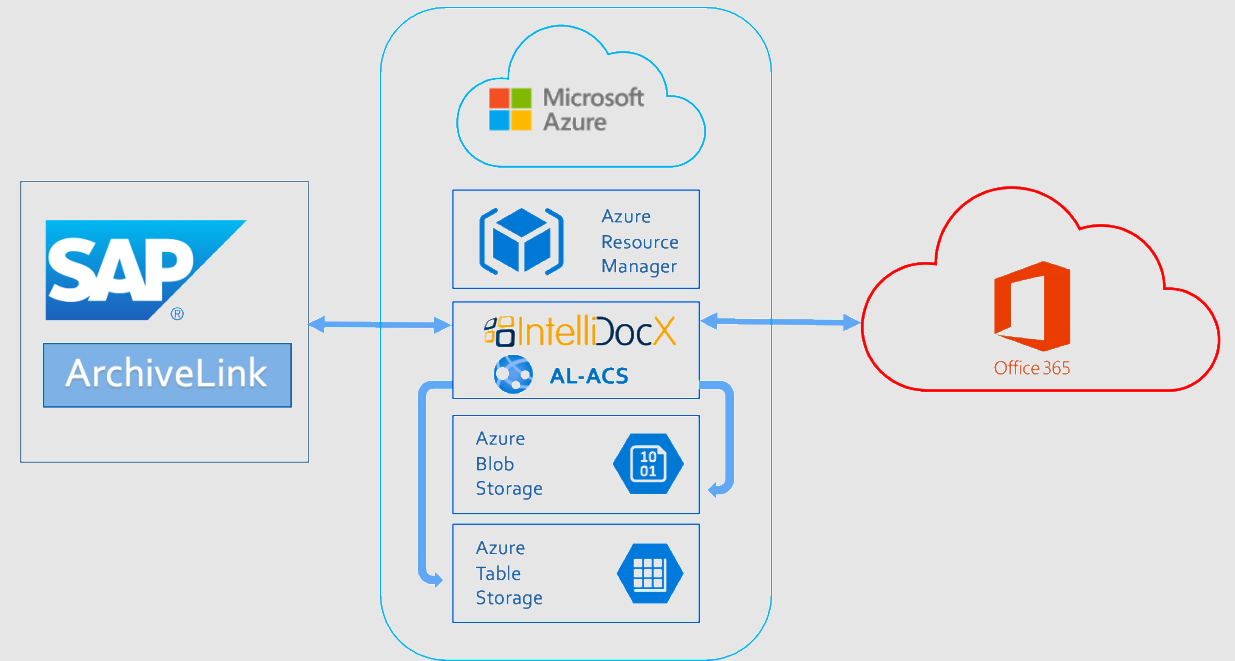 Microsoft
Azure
Azure
Resource
Manager
SAP
®
ArchiveLink
IntelliDocX
AL-ACS
Office 365
Azure
Blob
Storage
10
01
Azure
Table
Storage